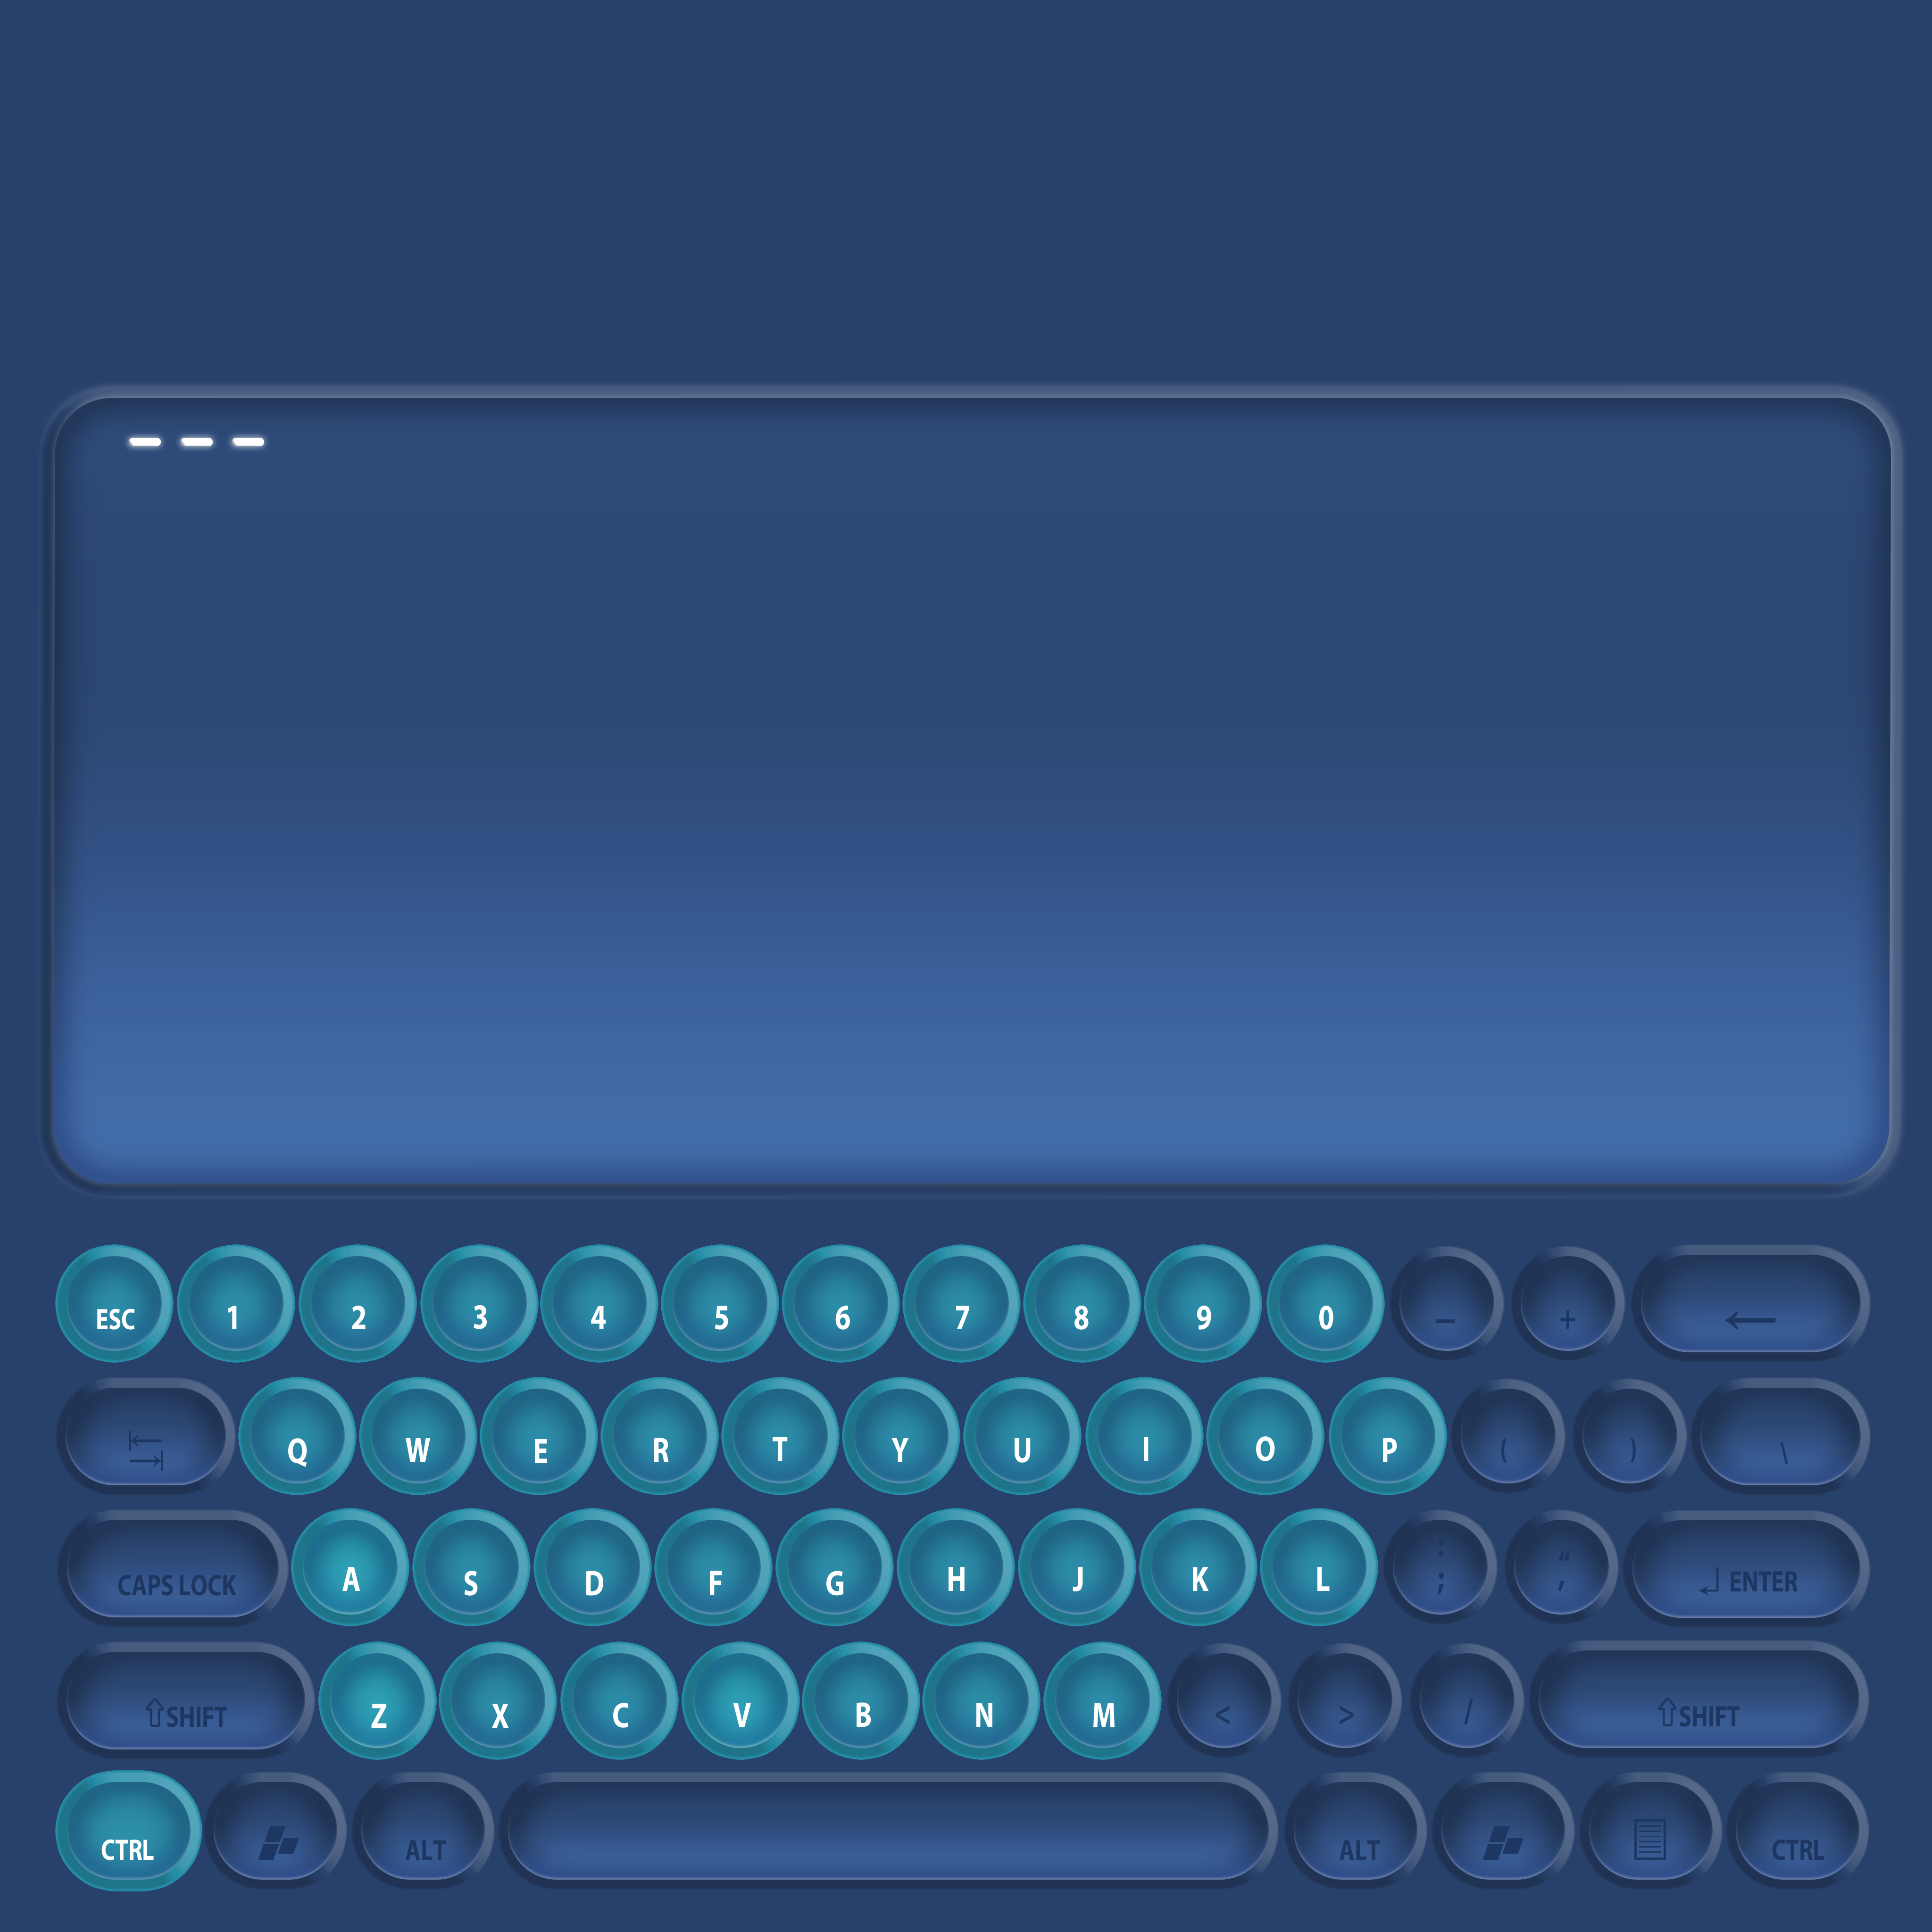 ESC 1 2 3 4 5 6 7 8 9 0 – + ←
Q W E R T Y U I O P ( ) \
CAPS LOCK A S D F G H J K L : ; “ , ↵ ENTER
⇧SHIFT Z X C V B N M < > / ⇧SHIFT
CTRL ALT ALT CTRL